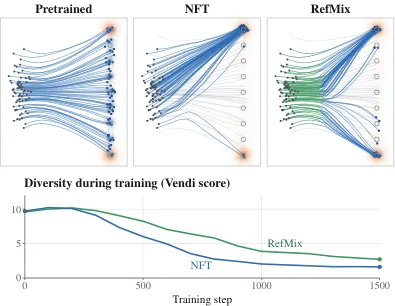 Pretrained NFT RefMix
Diversity during training (Vendi score)
10
5
0
RefMix
NFT
0 500 1000 1500
Training step